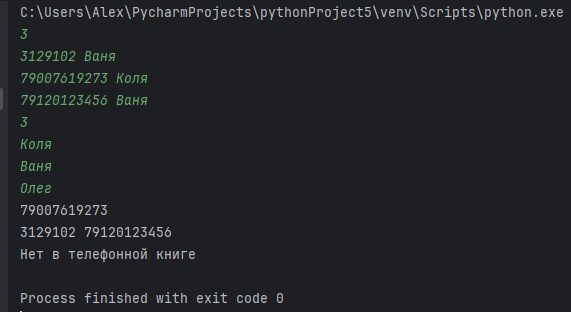 C:\Users\Alex\PycharmProjects\pythonProject5\venv\Scripts\python.exe
3
3129102 Ваня
79007619273 Коля
79120123456 Ваня
3
Коля
Ваня
Олег
79007619273
3129102 79120123456
Нет в телефонной книге
Process finished with exit code 0